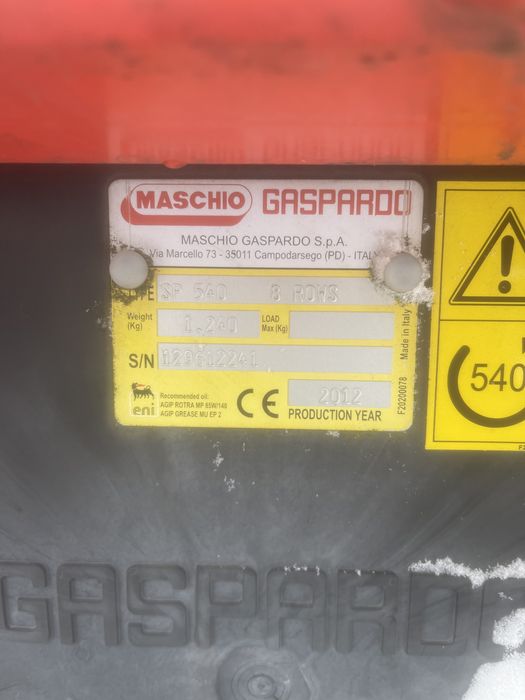 MASCHIO GASPARDO
MASCHIO GASPARDO S.p.A.
Via Marcello 73 - 35011 Campodarsego (PD) - ITALY
SP 540 8 ROWS
Weight (Kg) 1.240 LOAD Max (Kg)
S/N 129612241
eni Recommended oil:
AGIP ROTRA MP 85W/140
AGIP GREASE MU EP 2
CE 2012
PRODUCTION YEAR
F20200078 Made in Italy
540
GASPARDO